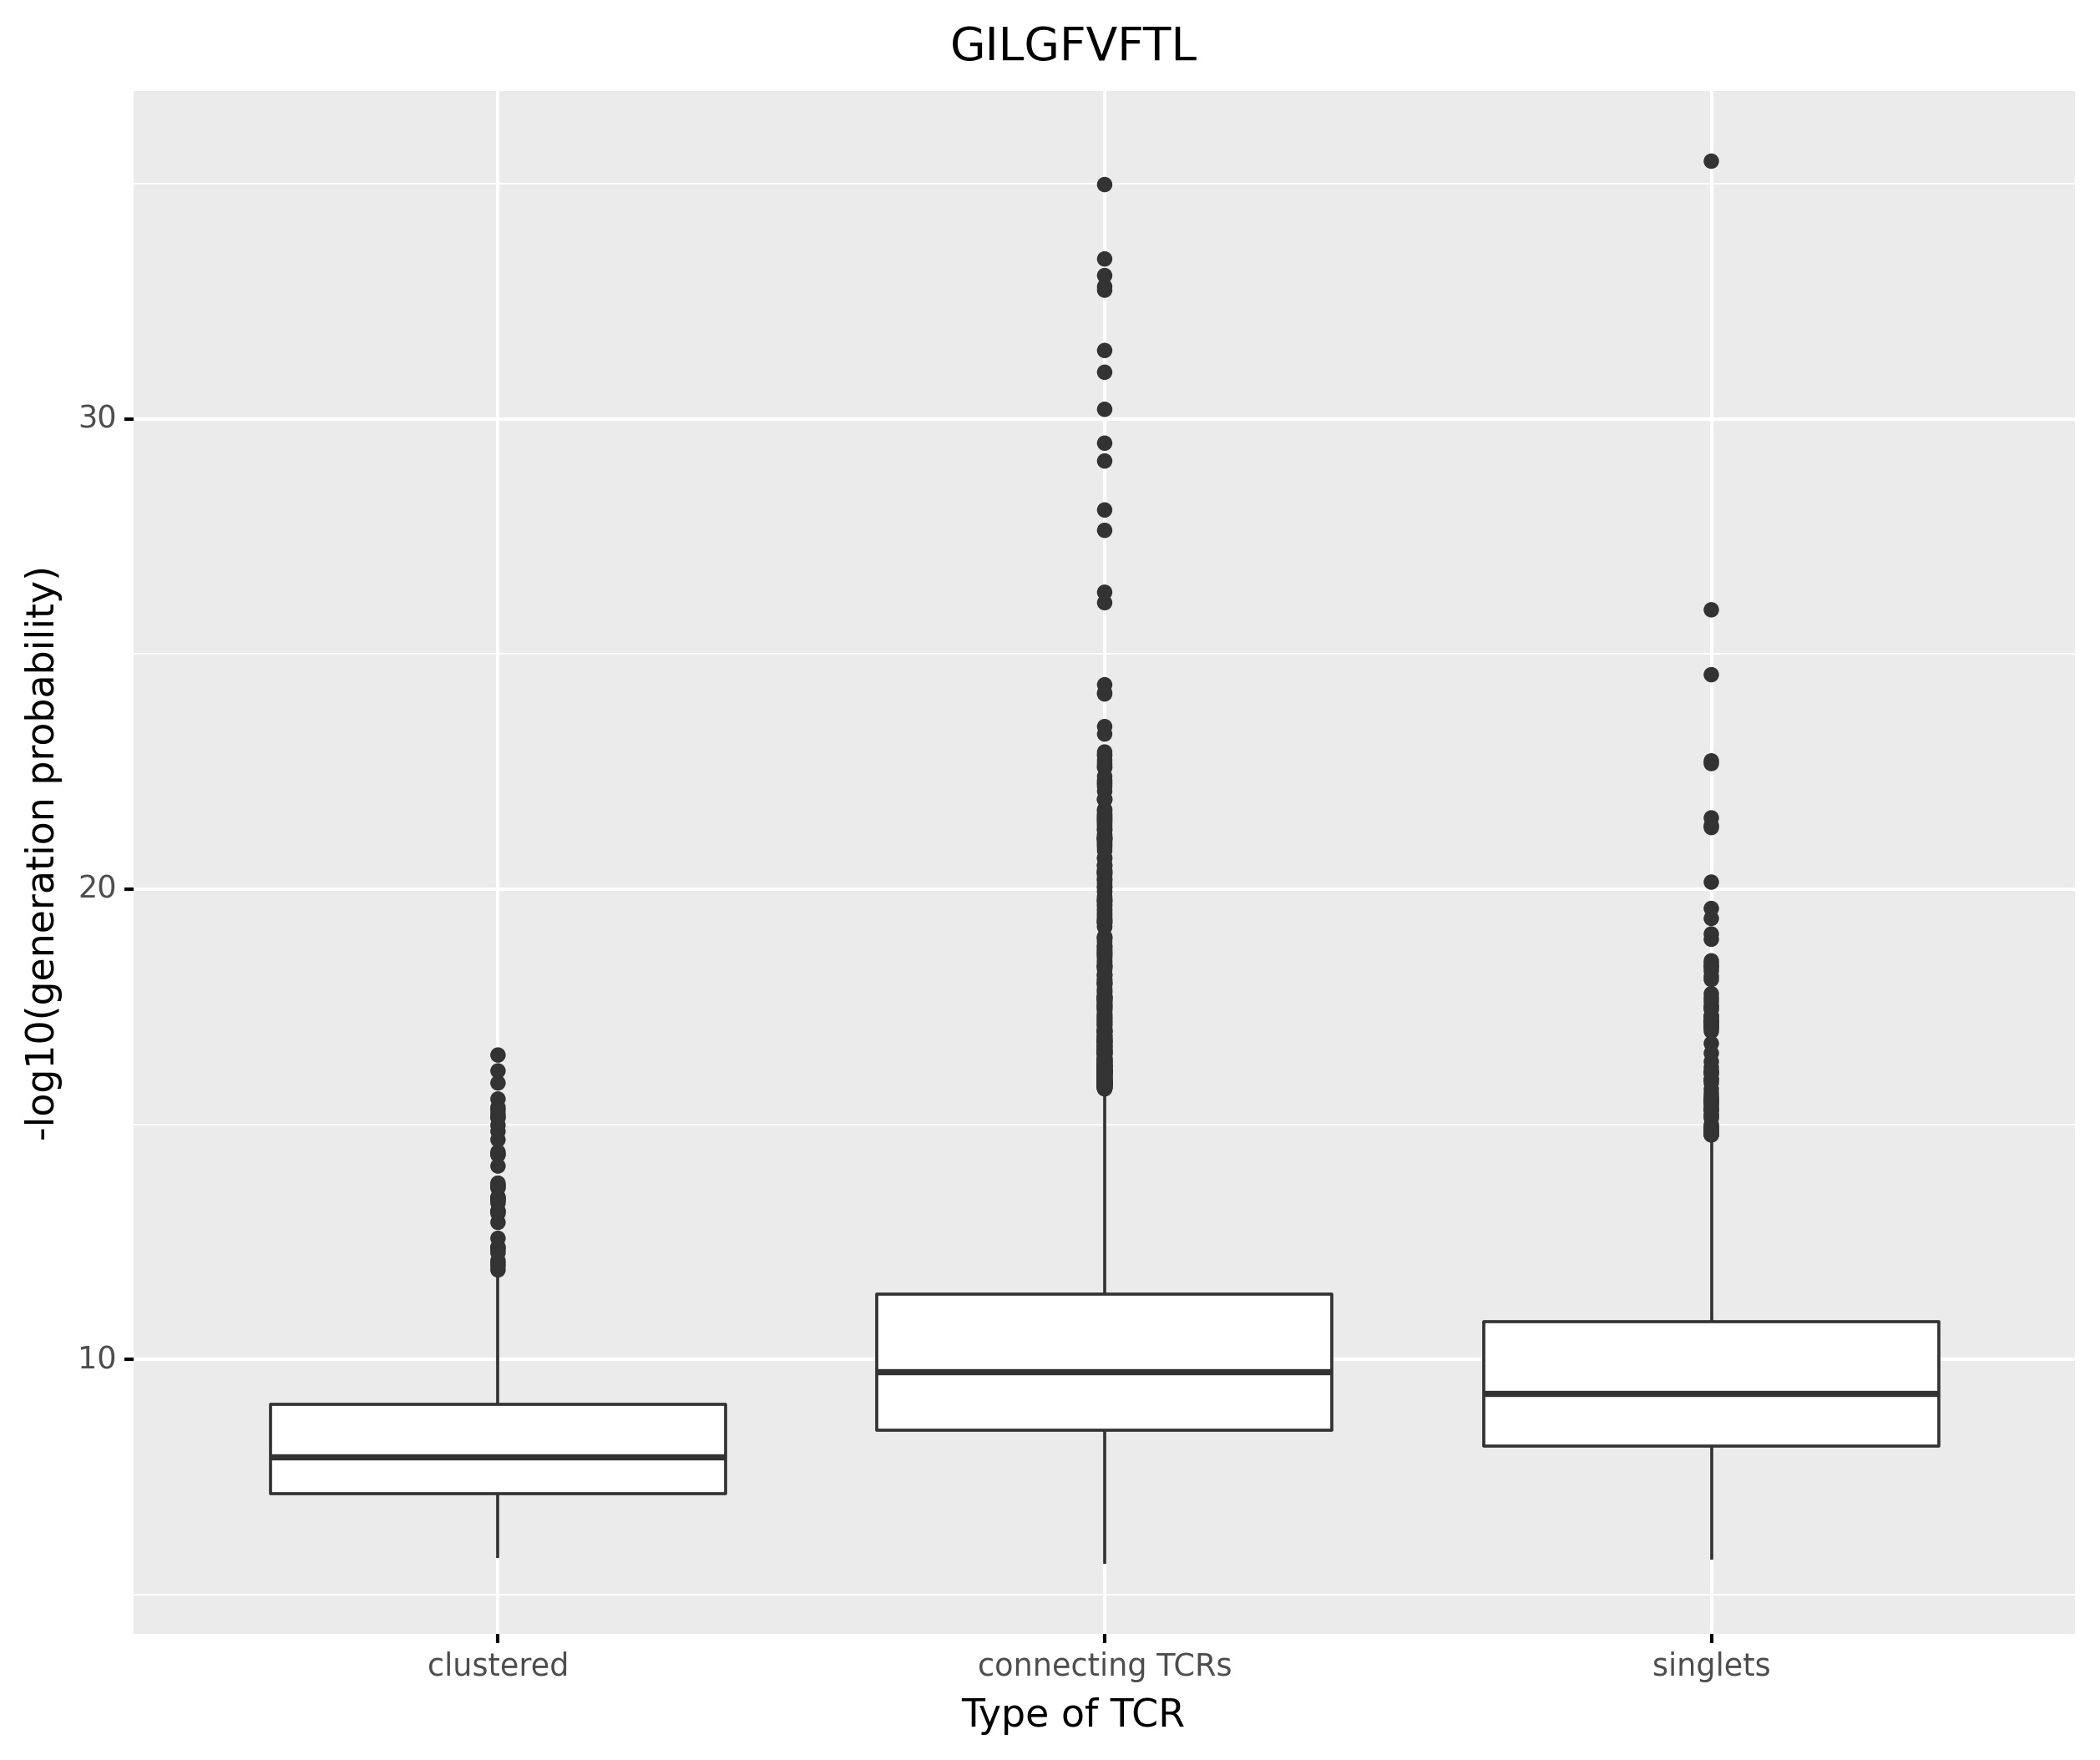 GILGFVFTL
-log10(generation probability)
30
20
10
clustered
connecting TCRs
singlets
Type of TCR